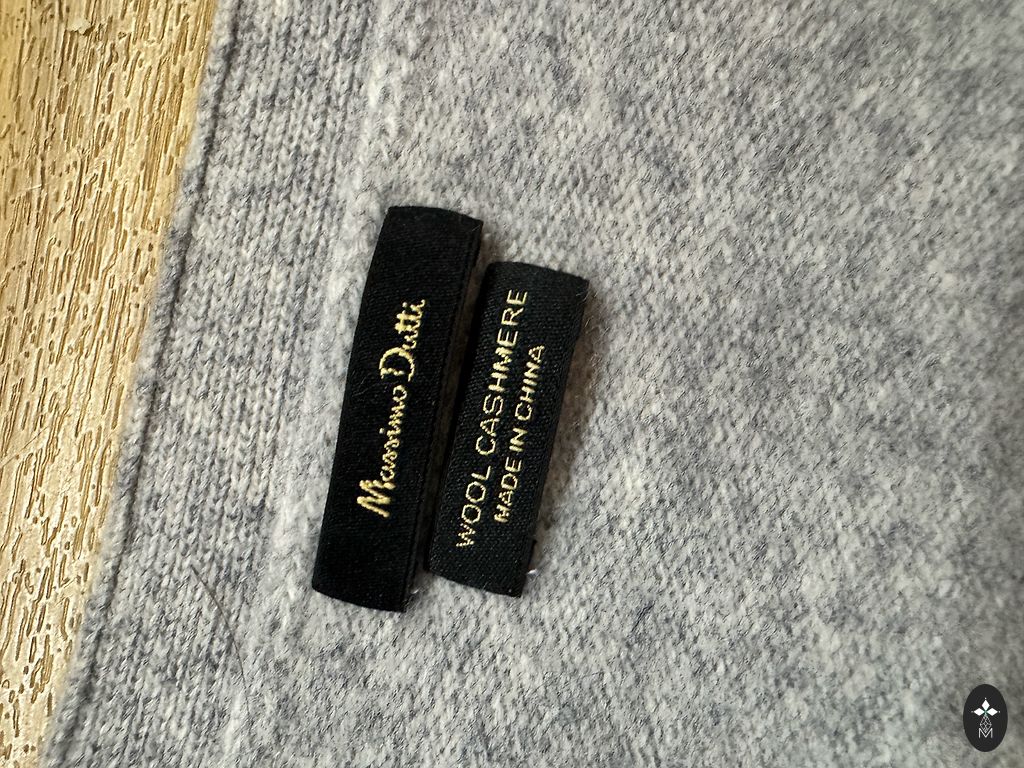 Massimo Dutti
WOOL CASHMERE
MADE IN CHINA
M